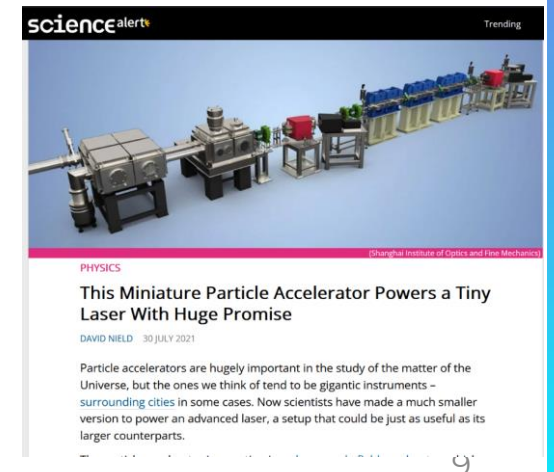 sciencealert
Trending
(Shanghai Institute of Optics and Fine Mechanics)
PHYSICS
This Miniature Particle Accelerator Powers a Tiny
Laser With Huge Promise
DAVID NIELD 30 JULY 2021
Particle accelerators are hugely important in the study of the matter of the
Universe, but the ones we think of tend to be gigantic instruments –
surrounding cities in some cases. Now scientists have made a much smaller
version to power an advanced laser, a setup that could be just as useful as its
larger counterparts.
9